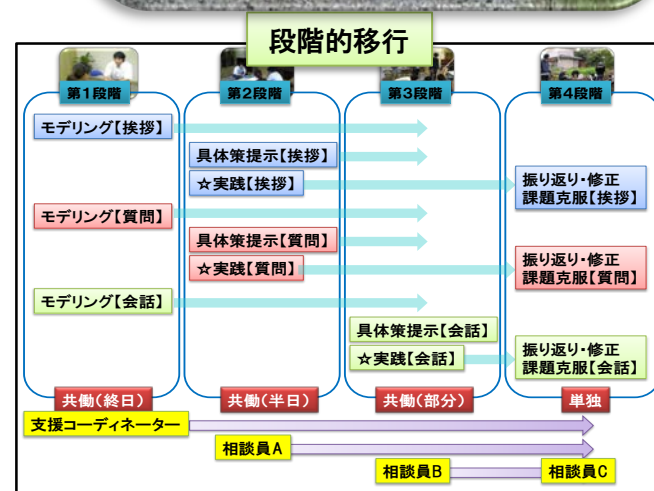 段階的移行
第1段階
第2段階
第3段階
第4段階
モデリング【挨拶】
具体策提示【挨拶】
☆実践【挨拶】
振り返り・修正
課題克服【挨拶】
モデリング【質問】
具体策提示【質問】
☆実践【質問】
振り返り・修正
課題克服【質問】
モデリング【会話】
具体策提示【会話】
☆実践【会話】
振り返り・修正
課題克服【会話】
共働(終日)
共働(半日)
共働(部分)
単独
支援コーディネーター
相談員A
相談員B
相談員C